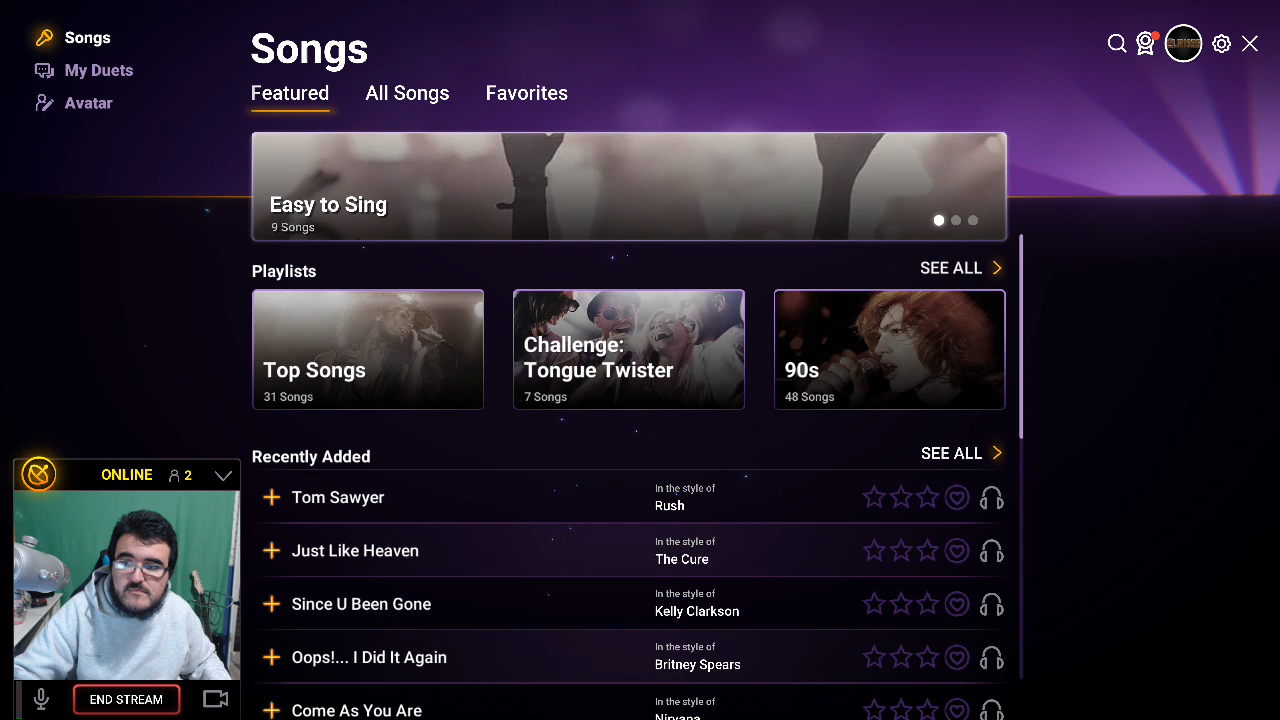 Songs
My Duets
Avatar
Songs
Featured
All Songs
Favorites
Easy to Sing
9 Songs
Playlists
SEE ALL
Top Songs
31 Songs
Challenge:
Tongue Twister
7 Songs
90s
48 Songs
Recently Added
SEE ALL
Tom Sawyer
In the style of
Rush
Just Like Heaven
In the style of
The Cure
Since U Been Gone
In the style of
Kelly Clarkson
Oops!... I Did It Again
In the style of
Britney Spears
Come As You Are
In the style of
Nirvana
ONLINE
2
END STREAM